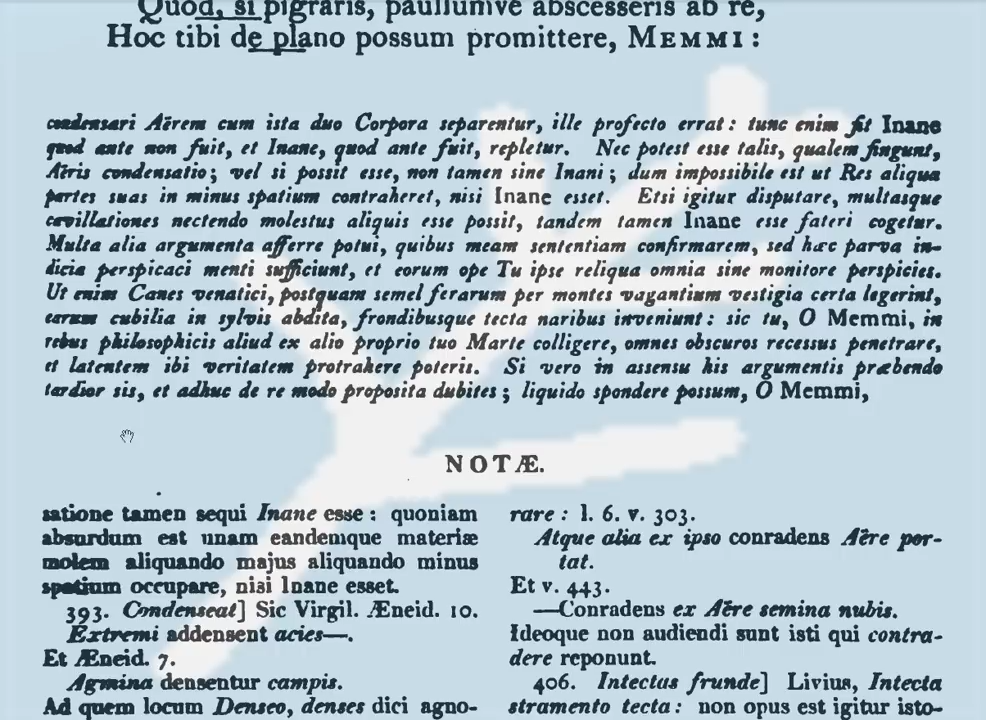 Quod, si pigraris, paullumve abscesseris ab re,
Hoc tibi de plano possum promittere, MEMMI:
condensari Aërem cum ista duo Corpora separentur, ille profecto errat: tunc enim fit Inane
quod ante non fuit, et Inane, quod ante fuit, repletur. Nec potest esse talis, qualem fingunt,
Aëris condensatio; vel si possit esse, non tamen sine Inani; dum impossibile est ut Res aliqua
partes suas in minus spatium contraheret, nisi Inane esset. Etsi igitur disputare, multasque
cavillationes nectendo molestus aliquis esse possit, tandem tamen Inane esse fateri cogetur.
Multa alia argumenta afferre potui, quibus meam sententiam confirmarem, sed hæc parva in-
dicia perspicaci menti sufficiunt, et eorum ope Tu ipse reliqua omnia sine monitore perspicies.
Ut enim Canes venatici, postquam semel ferarum per montes vagantium vestigia certa legerint,
earum cubilia in sylvis abdita, frondibusque tecta naribus inveniunt: sic tu, O Memmi, in
rebus philosophicis aliud ex alio proprio tuo Marte colligere, omnes obscuros recessus penetrare,
et latentem ibi veritatem protrahere poteris. Si vero in assensu his argumentis præbendo
tardior sis, et adhuc de re modo proposita dubites; liquido spondere possum, O Memmi,
NOTÆ.
satione tamen sequi Inane esse: quoniam
absurdum est unam eandemque materiæ
molem aliquando majus aliquando minus
spatium occupare, nisi Inane esset.
393. Condenseat] Sic Virgil. Æneid. 10.
Extremi addensent acies—.
Et Æneid. 7.
Agmina densentur campis.
Ad quem locum Denseo, denses dici agno-
rare: l. 6. v. 303.
Atque alia ex ipso conradens Aëre por-
tat.
Et v. 443.
—Conradens ex Aëre semina nubis.
Ideoque non audiendi sunt isti qui contra-
dere reponunt.
406. Intectas frunde] Livius, Intecta
stramento tecta: non opus est igitur isto-